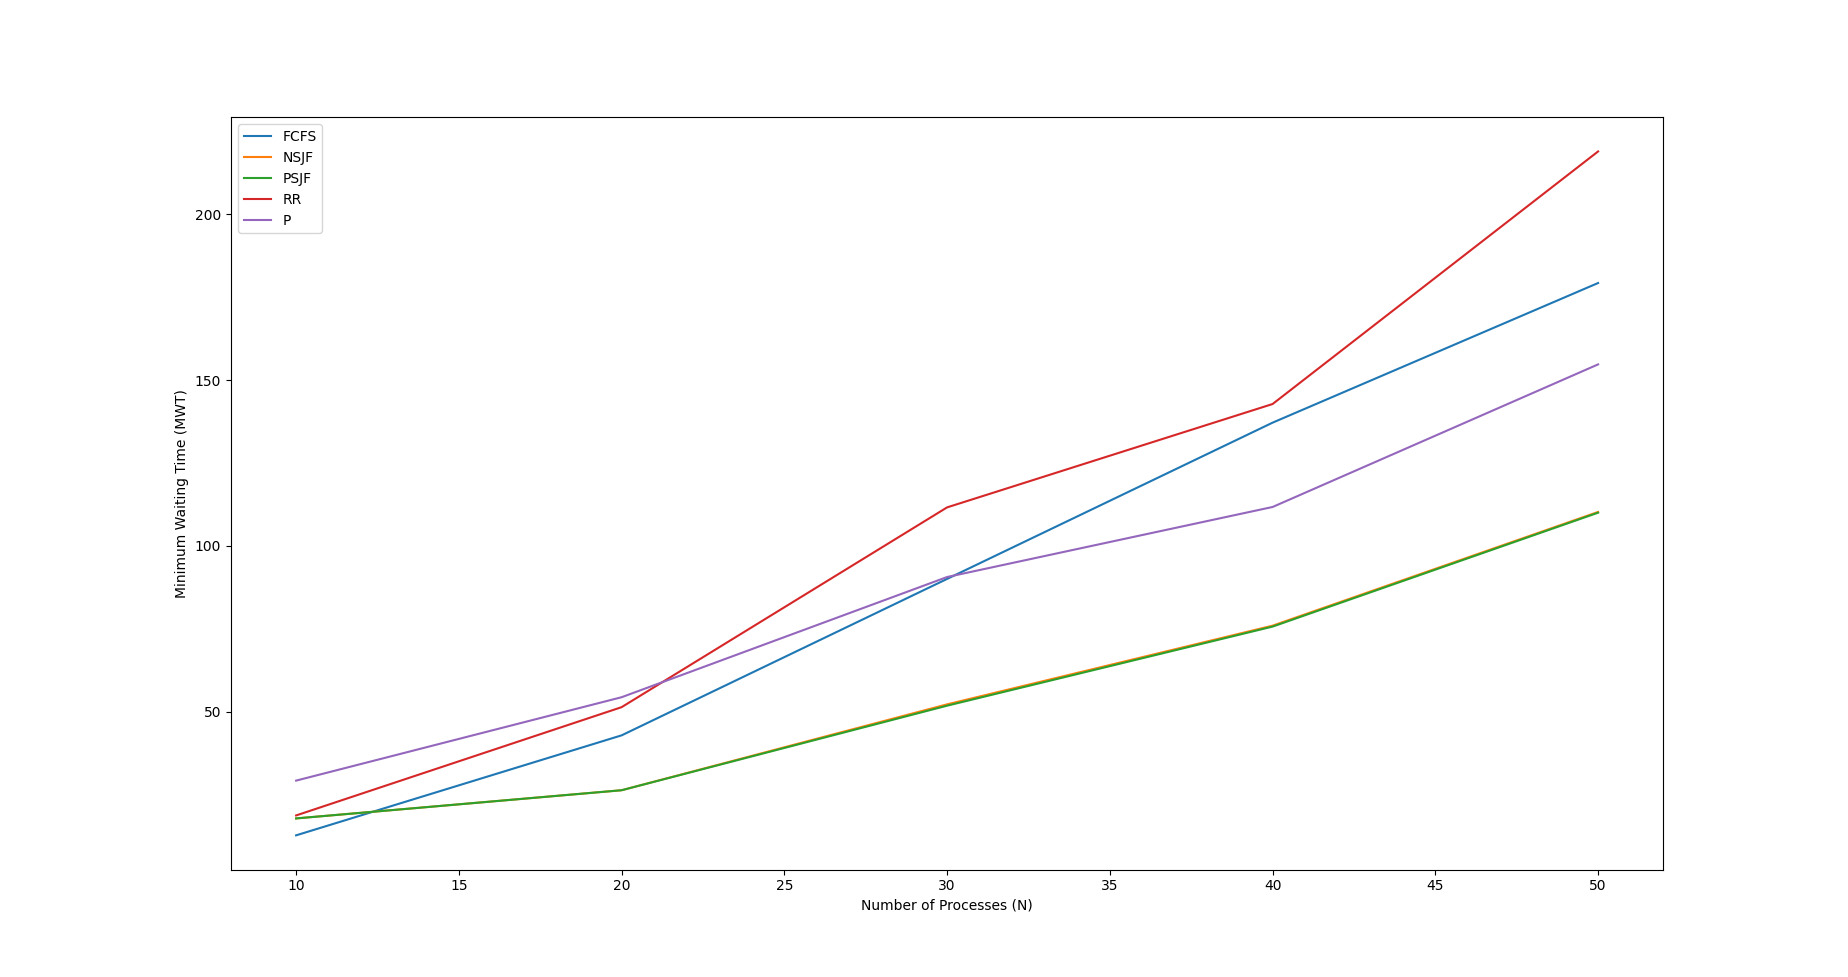 FCFS
NSJF
PSJF
RR
P
200
150
100
50
Minimum Waiting Time (MWT)
10 15 20 25 30 35 40 45 50
Number of Processes (N)